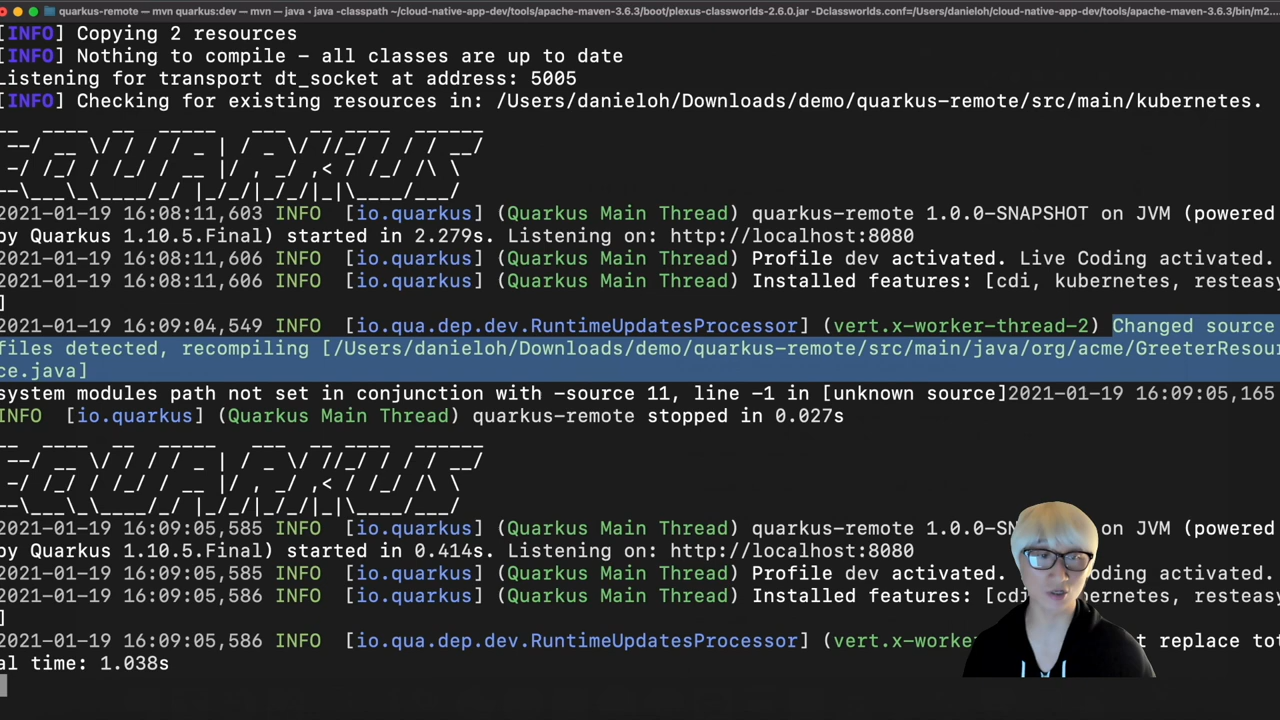 quarkus-remote — mvn quarkus:dev — mvn — java ◂ java -classpath ~/cloud-native-app-dev/tools/apache-maven-3.6.3/boot/plexus-classworlds-2.6.0.jar -Dclassworlds.conf=/Users/danieloh/cloud-native-app-dev/tools/apache-maven-3.6.3/bin/m2...
[INFO] Copying 2 resources
[INFO] Nothing to compile - all classes are up to date
Listening for transport dt_socket at address: 5005
[INFO] Checking for existing resources in: /Users/danieloh/Downloads/demo/quarkus-remote/src/main/kubernetes.
QUARKUS
2021-01-19 16:08:11,603 INFO  [io.quarkus] (Quarkus Main Thread) quarkus-remote 1.0.0-SNAPSHOT on JVM (powered
by Quarkus 1.10.5.Final) started in 2.279s. Listening on: http://localhost:8080
2021-01-19 16:08:11,606 INFO  [io.quarkus] (Quarkus Main Thread) Profile dev activated. Live Coding activated.
2021-01-19 16:08:11,606 INFO  [io.quarkus] (Quarkus Main Thread) Installed features: [cdi, kubernetes, resteasy
]
2021-01-19 16:09:04,549 INFO  [io.qua.dep.dev.RuntimeUpdatesProcessor] (vert.x-worker-thread-2) Changed source
files detected, recompiling [/Users/danieloh/Downloads/demo/quarkus-remote/src/main/java/org/acme/GreeterResour
ce.java]
system modules path not set in conjunction with -source 11, line -1 in [unknown source]2021-01-19 16:09:05,165
INFO  [io.quarkus] (Quarkus Main Thread) quarkus-remote stopped in 0.027s
QUARKUS
2021-01-19 16:09:05,585 INFO  [io.quarkus] (Quarkus Main Thread) quarkus-remote 1.0.0-SN on JVM (powered
by Quarkus 1.10.5.Final) started in 0.414s. Listening on: http://localhost:8080
2021-01-19 16:09:05,585 INFO  [io.quarkus] (Quarkus Main Thread) Profile dev activated. Coding activated.
2021-01-19 16:09:05,586 INFO  [io.quarkus] (Quarkus Main Thread) Installed features: [cdi kubernetes, resteasy
]
2021-01-19 16:09:05,586 INFO  [io.qua.dep.dev.RuntimeUpdatesProcessor] (vert.x-worker replace tot
al time: 1.038s